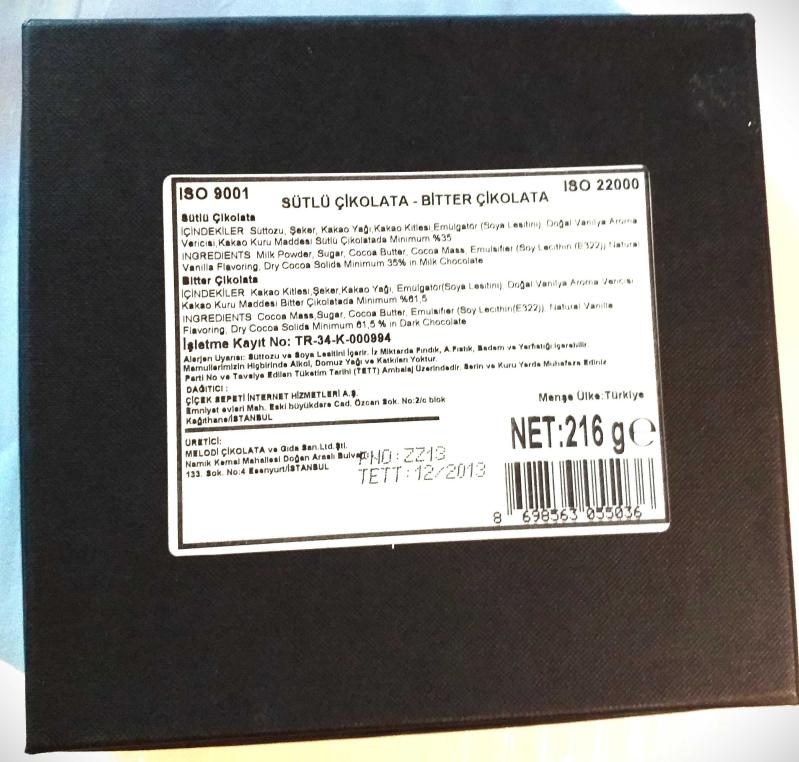 ISO 9001
ISO 22000
SÜTLÜ ÇİKOLATA - BİTTER ÇİKOLATA
Sütlü Çikolata
İÇİNDEKİLER Süttozu, Şeker, Kakao Yağı,Kakao Kitlesi,Emülgatör (Soya Lesitini), Doğal Vanilya Aroma
Vericisi,Kakao Kuru Maddesi Sütlü Çikolatada Minimum %35
INGREDIENTS Milk Powder, Sugar, Cocoa Butter, Cocoa Mass, Emulsifier (Soy Lecithin (E322)) Natural
Vanilla Flavoring, Dry Cocoa Solids Minimum 35% in Milk Chocolate
Bitter Çikolata
İÇİNDEKİLER Kakao Kitlesi,Şeker,Kakao Yağı, Emülgatör(Soya Lesitini), Doğal Vanilya Aroma Vericisi
Kakao Kuru Maddesi Bitter Çikolatada Minimum %61,5
INGREDIENTS Cocoa Mass,Sugar, Cocoa Butter, Emulsifier (Soy Lecithin(E322)), Natural Vanilla
Flavoring, Dry Cocoa Solids Minimum 61,5 % in Dark Chocolate
İşletme Kayıt No: TR-34-K-000994
Alerjen Uyarısı: Süttozu ve Soya Lesitini İçerir. İz Miktarda Fındık, A.Fıstık, Badem ve Yerfıstığı içerebilir.
Mamullerimizin Hiçbirinde Alkol, Domuz Yağı ve Katkıları Yoktur.
Parti No ve Tavsiye Edilen Tüketim Tarihi (TETT) Ambalaj Üzerindedir. Serin ve Kuru Yerde Muhafaza Ediniz
DAĞITICI :
ÇİÇEK SEPETİ İNTERNET HİZMETLERİ A.Ş.
Emniyet evleri Mah. Eski büyükdere Cad. Özcan Sok. No:2/c blok
Kağıthane/İSTANBUL
Menşe Ülke:Türkiye
NET:216 g e
ÜRETİCİ:
MELODİ ÇİKOLATA ve Gıda San.Ltd.Şti.
Namık Kemal Mahallesi Doğan Araslı Bulvarı
133. Sok. No:4 Esenyurt/İSTANBUL
PNO:ZZ13
TETT:12/2013
8 698563 055036